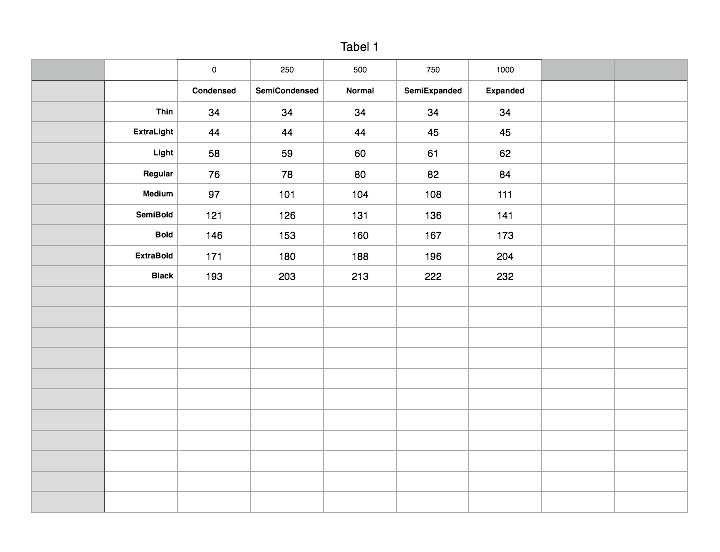 Tabel 1
0 250 500 750 1000
Condensed SemiCondensed Normal SemiExpanded Expanded
Thin 34 34 34 34 34
ExtraLight 44 44 44 45 45
Light 58 59 60 61 62
Regular 76 78 80 82 84
Medium 97 101 104 108 111
SemiBold 121 126 131 136 141
Bold 146 153 160 167 173
ExtraBold 171 180 188 196 204
Black 193 203 213 222 232